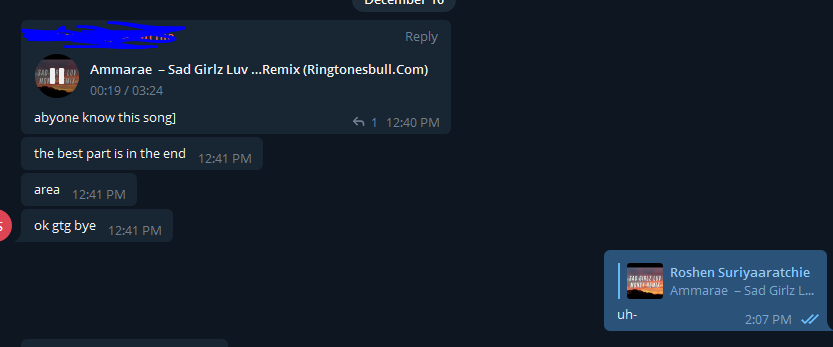 December 16
Reply
Ammarae – Sad Girlz Luv ...Remix (Ringtonesbull.Com)
00:19 / 03:24
abyone know this song]
1 12:40 PM
the best part is in the end 12:41 PM
area 12:41 PM
ok gtg bye 12:41 PM
Roshen Suriyaaratchie
Ammarae – Sad Girlz L...
uh- 2:07 PM